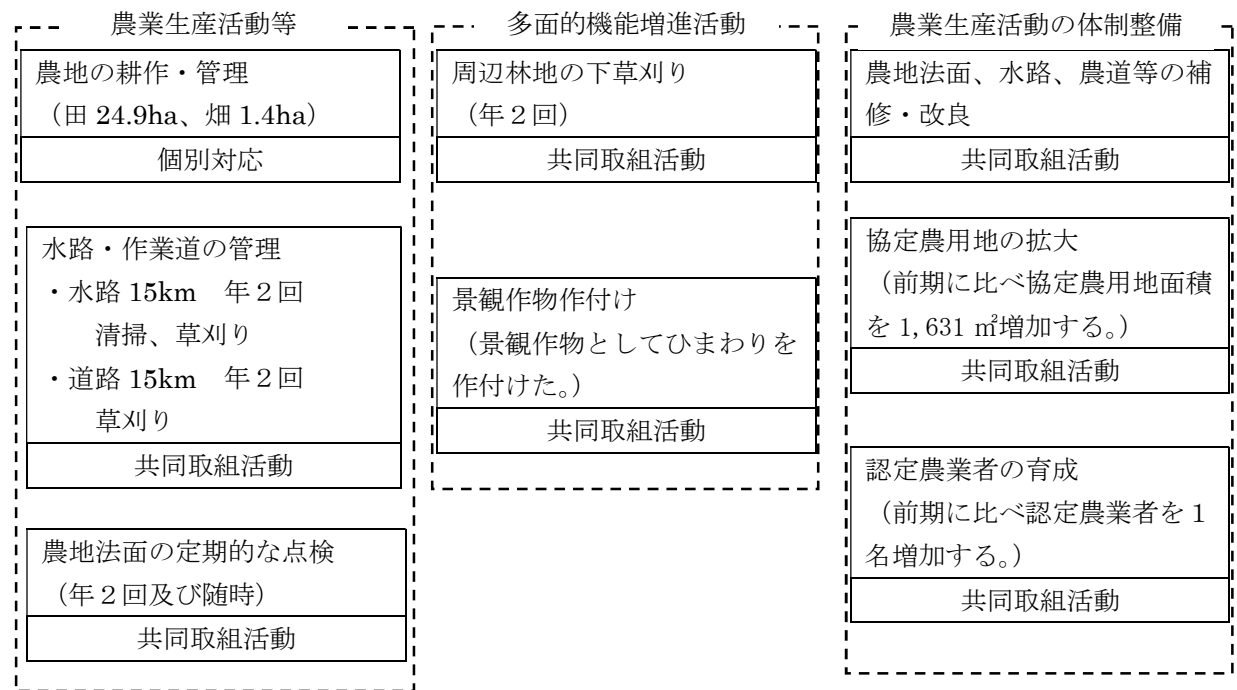 農業生産活動等
農地の耕作・管理
（田 24.9ha、畑 1.4ha）
個別対応
水路・作業道の管理
・水路 15km　年２回
清掃、草刈り
・道路 15km　年２回
草刈り
共同取組活動
農地法面の定期的な点検
（年２回及び随時）
共同取組活動
多面的機能増進活動
周辺林地の下草刈り
（年２回）
共同取組活動
景観作物作付け
（景観作物としてひまわりを
作付けた。）
共同取組活動
農業生産活動の体制整備
農地法面、水路、農道等の補
修・改良
共同取組活動
協定農用地の拡大
（前期に比べ協定農用地面積
を 1,631 ㎡増加する。）
共同取組活動
認定農業者の育成
（前期に比べ認定農業者を１
名増加する。）
共同取組活動